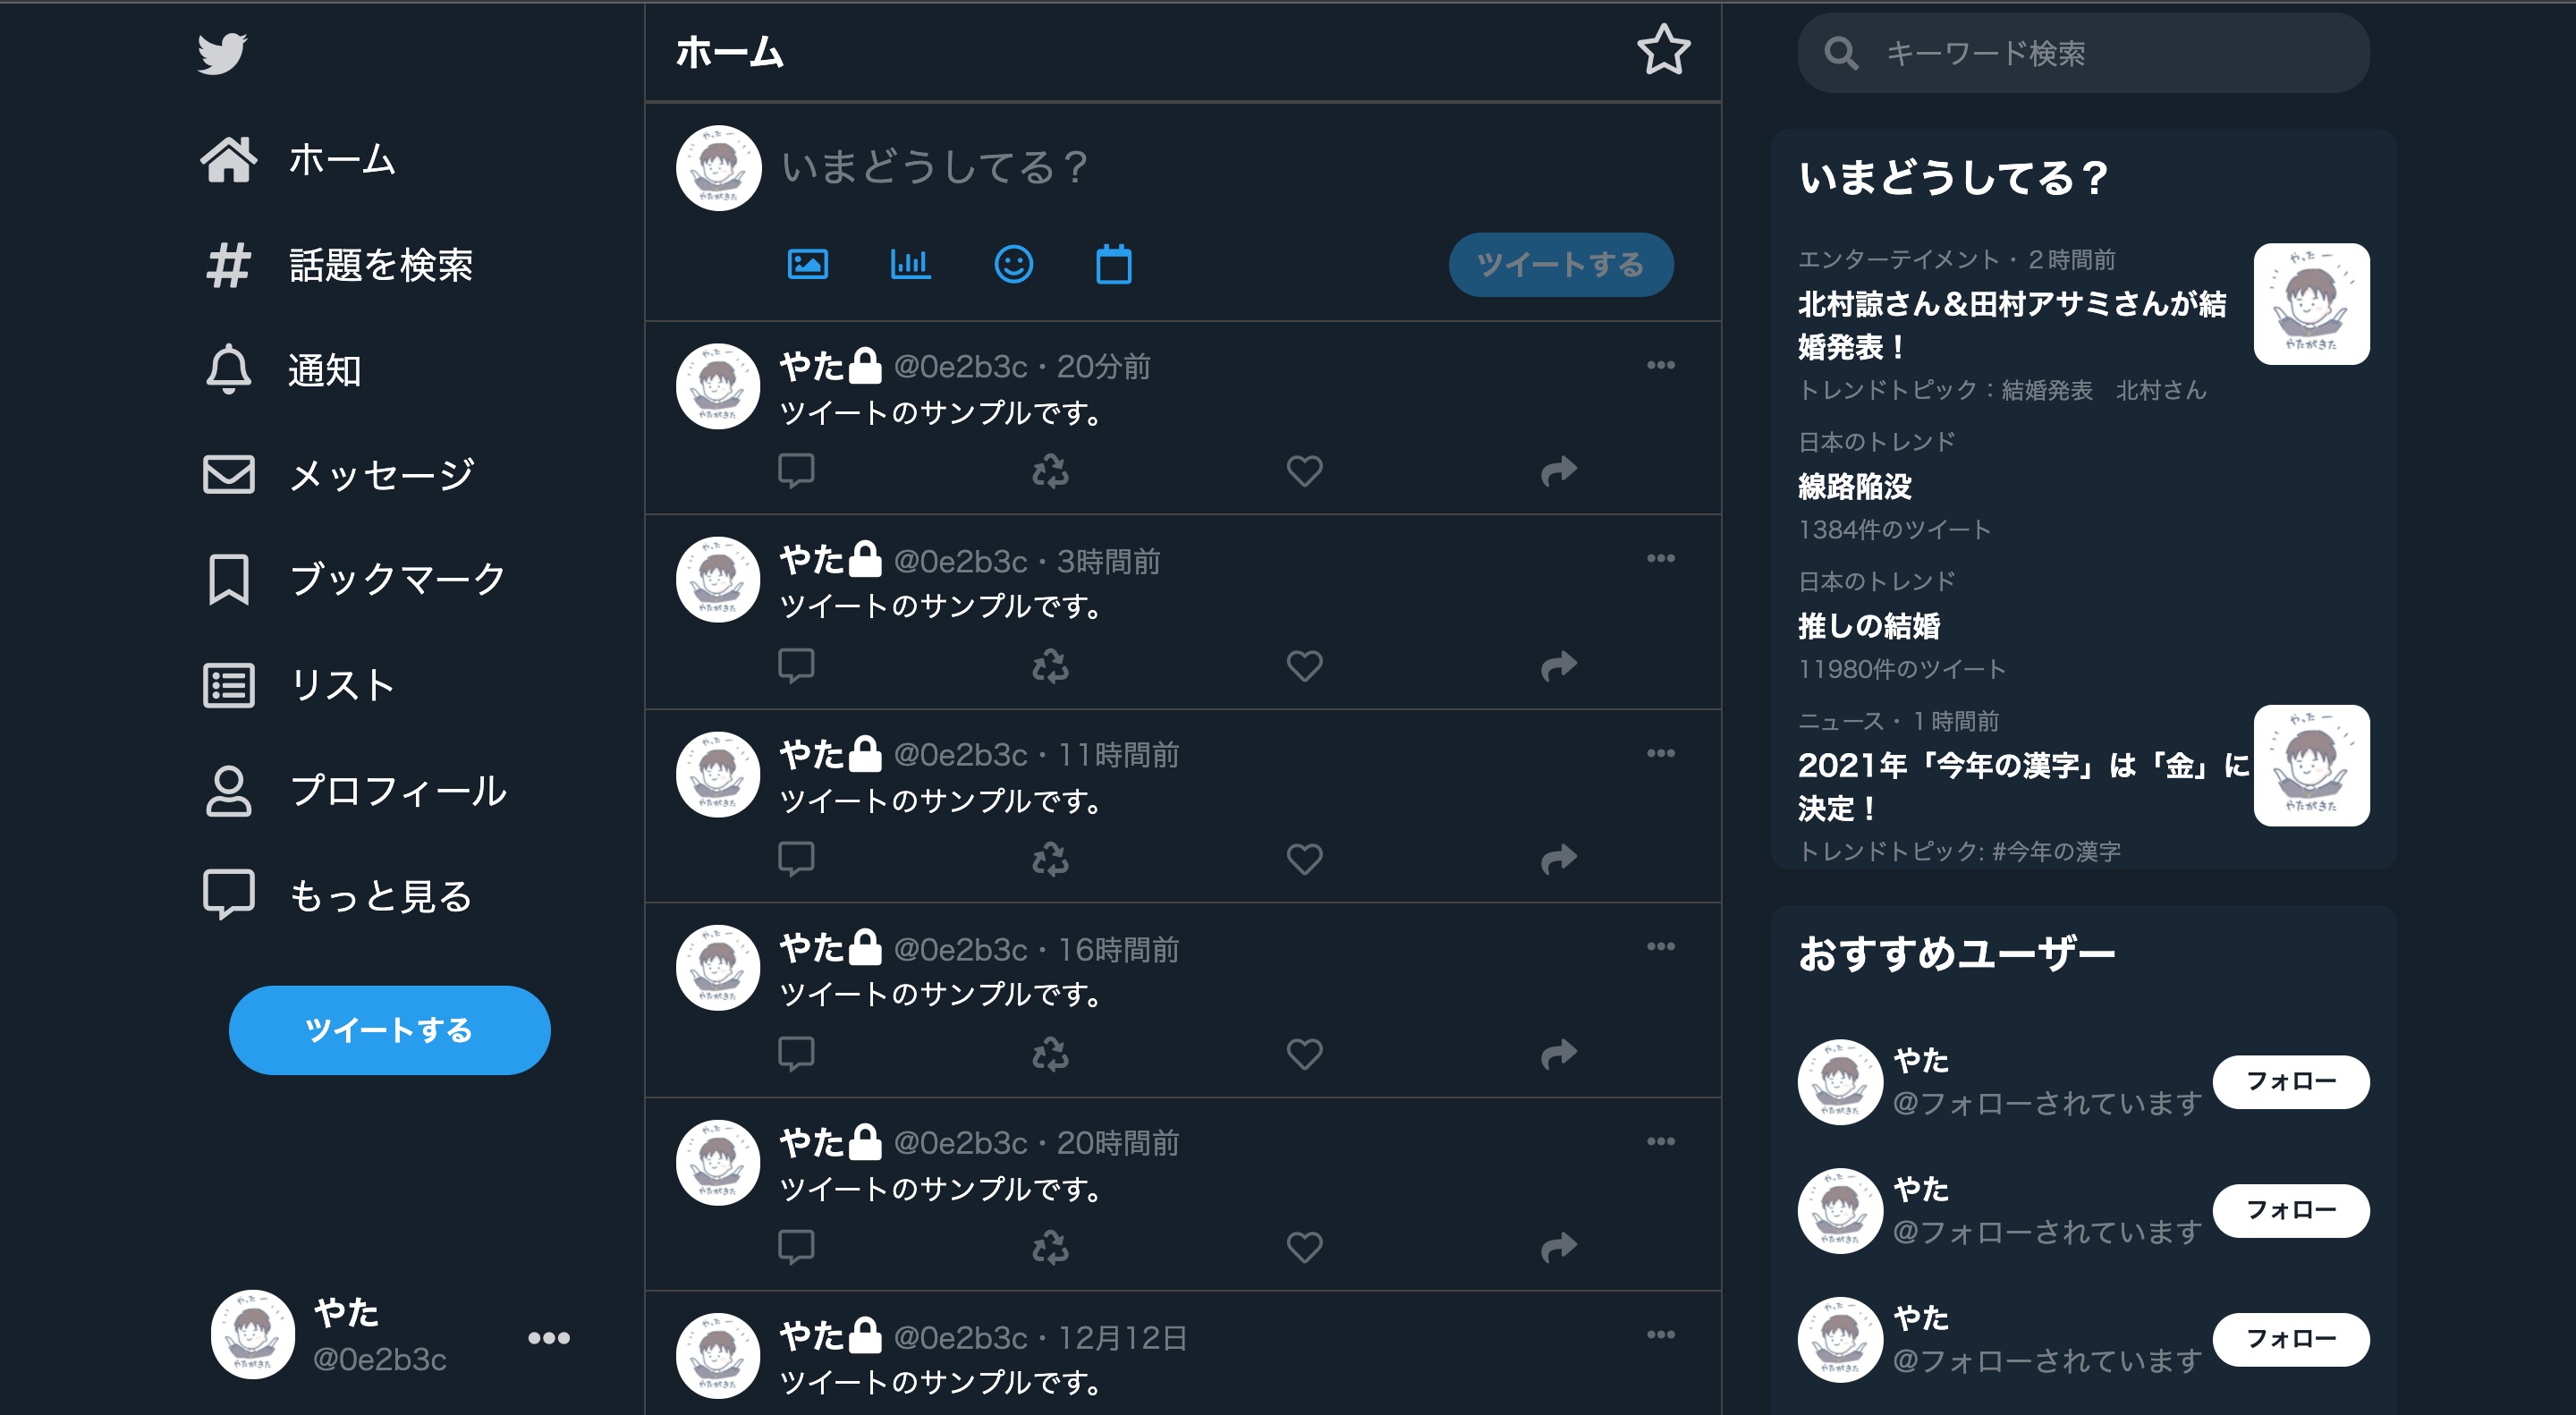 ホーム
話題を検索
通知
メッセージ
ブックマーク
リスト
プロフィール
もっと見る
ツイートする
やた
@0e2b3c
ホーム
いまどうしてる？
ツイートする
やた @0e2b3c・20分前
ツイートのサンプルです。
やた @0e2b3c・3時間前
ツイートのサンプルです。
やた @0e2b3c・11時間前
ツイートのサンプルです。
やた @0e2b3c・16時間前
ツイートのサンプルです。
やた @0e2b3c・20時間前
ツイートのサンプルです。
やた @0e2b3c・12月12日
ツイートのサンプルです。
キーワード検索
いまどうしてる？
エンターテイメント・２時間前
北村諒さん＆田村アサミさんが結
婚発表！
トレンドトピック：結婚発表　北村さん
やったー
やたがきた
日本のトレンド
線路陥没
1384件のツイート
日本のトレンド
推しの結婚
11980件のツイート
ニュース・１時間前
2021年「今年の漢字」は「金」に
決定！
トレンドトピック: #今年の漢字
やったー
やたがきた
おすすめユーザー
やた
@フォローされています
フォロー
やた
@フォローされています
フォロー
やた
@フォローされています
フォロー